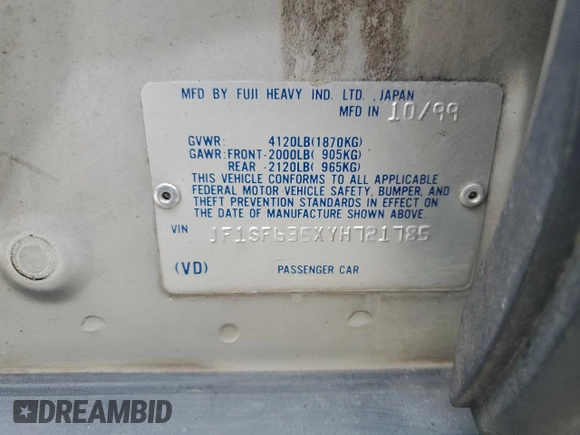 MFD BY FUJI HEAVY IND. LTD., JAPAN
MFD IN 10/99
GVWR: 4120LB(1870KG)
GAWR: FRONT-2000LB( 905KG)
REAR -2120LB( 965KG)
THIS VEHICLE CONFORMS TO ALL APPLICABLE
FEDERAL MOTOR VEHICLE SAFETY, BUMPER, AND
THEFT PREVENTION STANDARDS IN EFFECT ON
THE DATE OF MANUFACTURE SHOWN ABOVE.
VIN JF1SF635XYH721785
(VD) PASSENGER CAR
DREAMBID